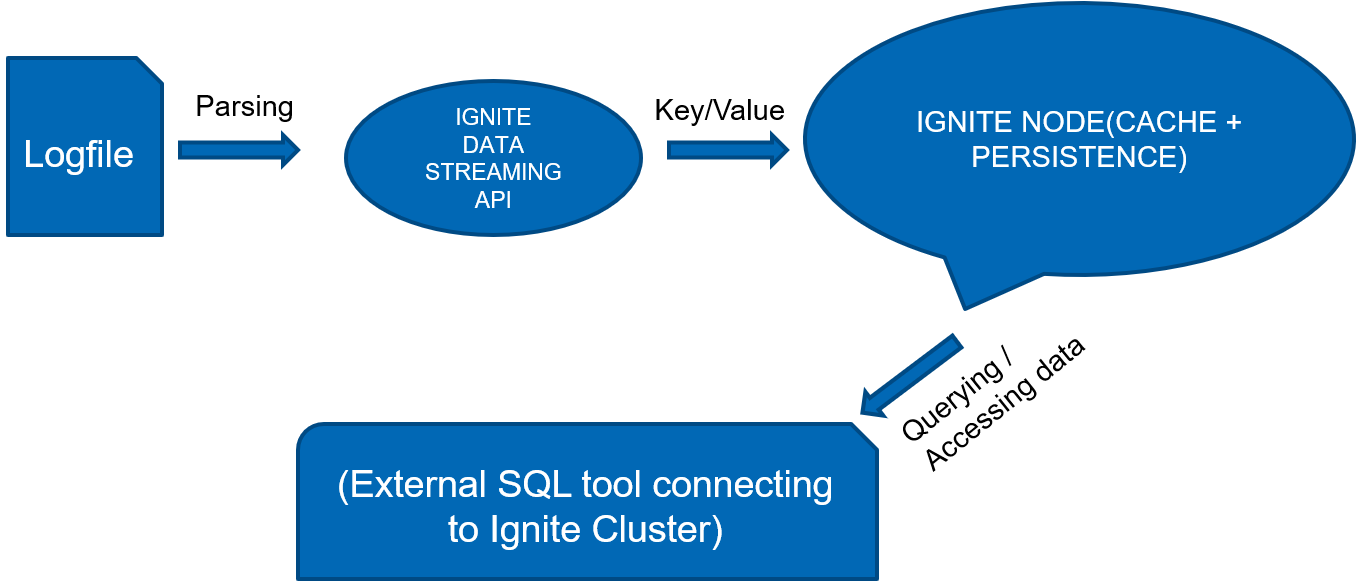 Logfile
Parsing
IGNITE
DATA
STREAMING
API
Key/Value
IGNITE NODE(CACHE +
PERSISTENCE)
Querying /
Accessing data
(External SQL tool connecting
to Ignite Cluster)